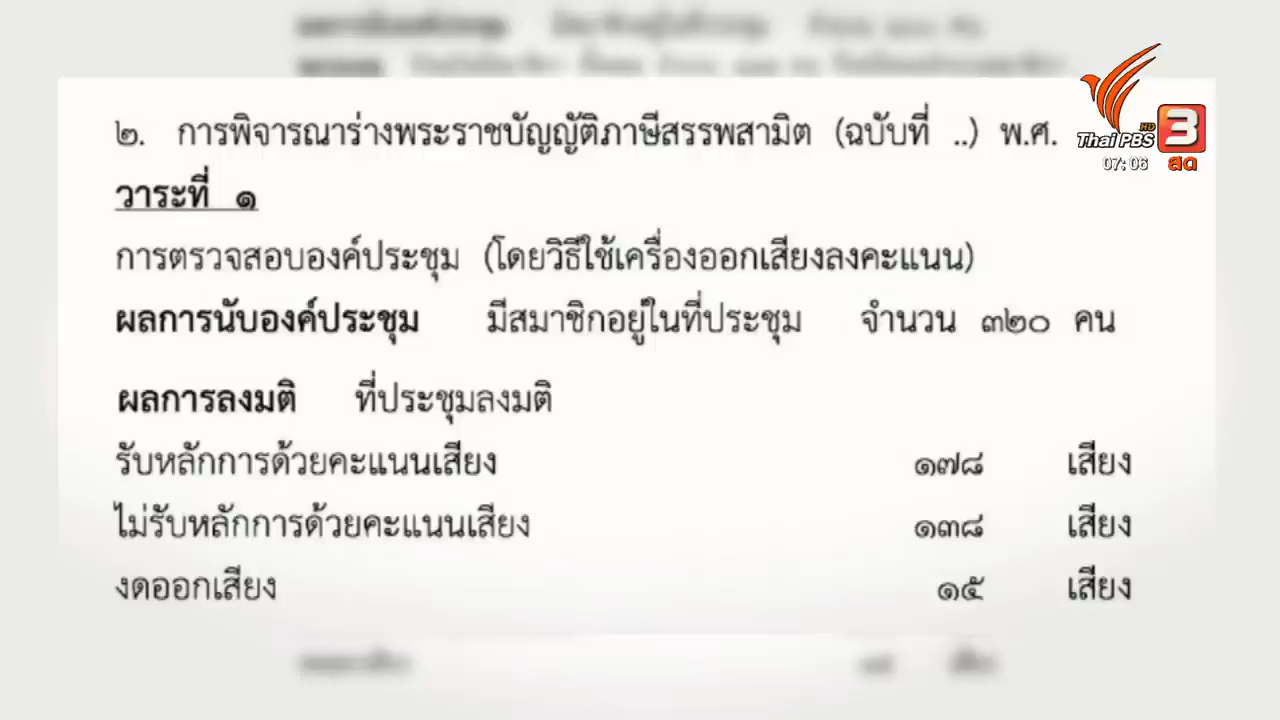 ๒. การพิจารณาร่างพระราชบัญญัติภาษีสรรพสามิต (ฉบับที่ ..) พ.ศ.
วาระที่ ๑
การตรวจสอบองค์ประชุม (โดยวิธีใช้เครื่องออกเสียงลงคะแนน)
ผลการนับองค์ประชุม มีสมาชิกอยู่ในที่ประชุม จำนวน ๓๒๐ คน
ผลการลงมติ ที่ประชุมลงมติ
รับหลักการด้วยคะแนนเสียง ๑๗๘ เสียง
ไม่รับหลักการด้วยคะแนนเสียง ๑๓๘ เสียง
งดออกเสียง ๑๕ เสียง
Thai PBS HD 3
07:06 สด